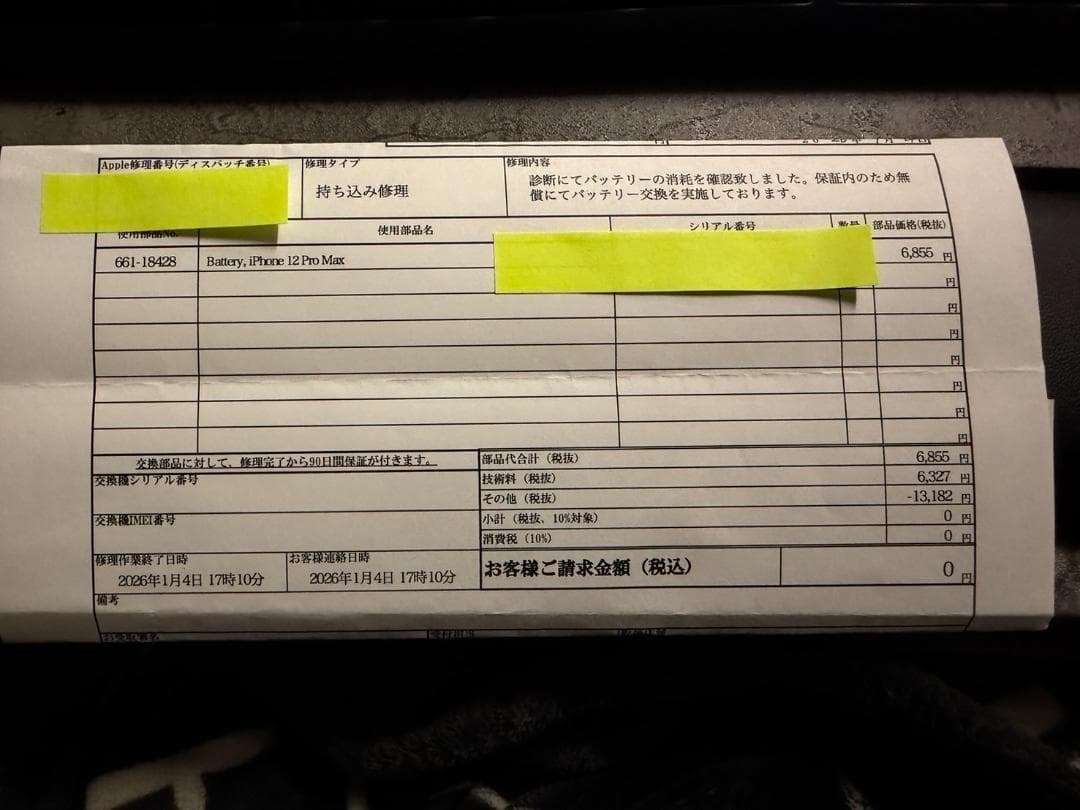 Apple修理番号(ディスパッチ番号)
修理タイプ
修理内容
持ち込み修理
診断にてバッテリーの消耗を確認致しました。保証内のため無
償にてバッテリー交換を実施しております。
使用部品No.
使用部品名
シリアル番号
数量
部品価格(税抜)
661-18428
Battery, iPhone 12 Pro Max
6,855 円
円
円
円
円
円
円
円
交換部品に対して、修理完了から90日間保証が付きます。
部品代合計（税抜）
6,855 円
交換機シリアル番号
技術料（税抜）
6,327 円
その他（税抜）
-13,182 円
交換機IMEI番号
小計（税抜、10%対象）
0 円
消費税（10%）
0 円
修理作業終了日時
2026年1月4日 17時10分
お客様連絡日時
2026年1月4日 17時10分
お客様ご請求金額（税込）
0 円
備考
お受取署名